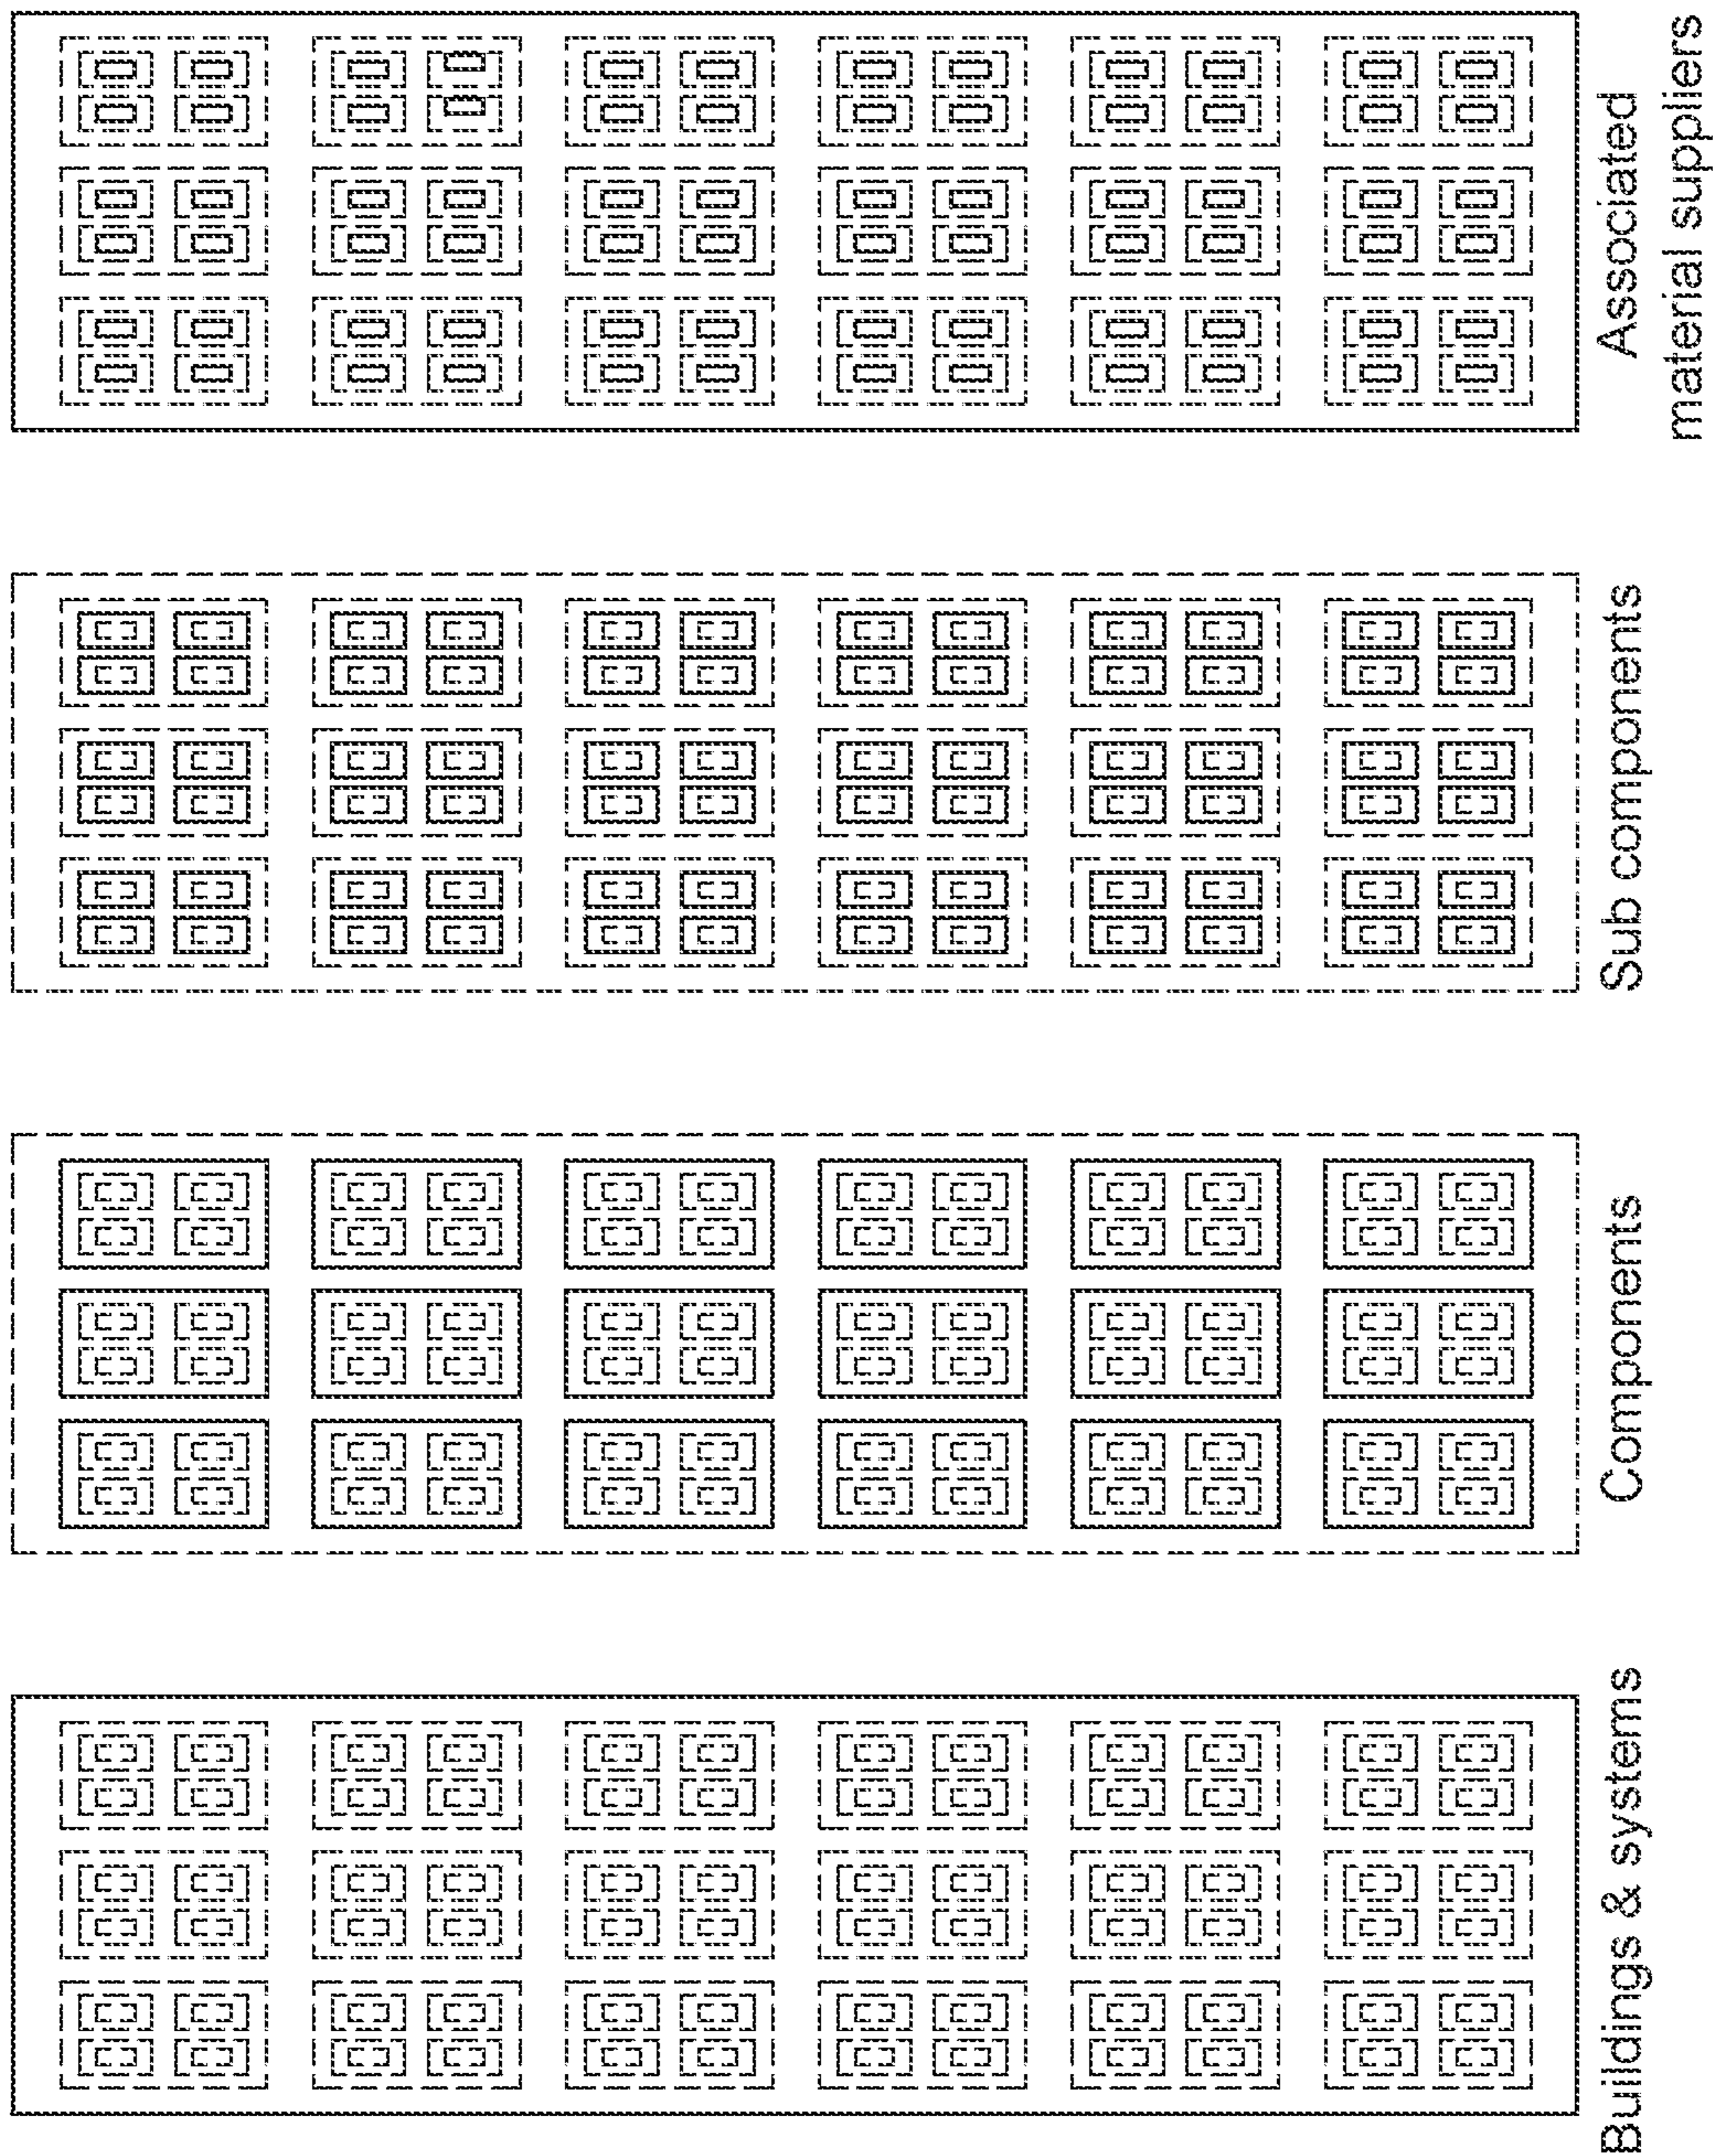 Buildings & systems
Components
Sub components
Associated
material suppliers